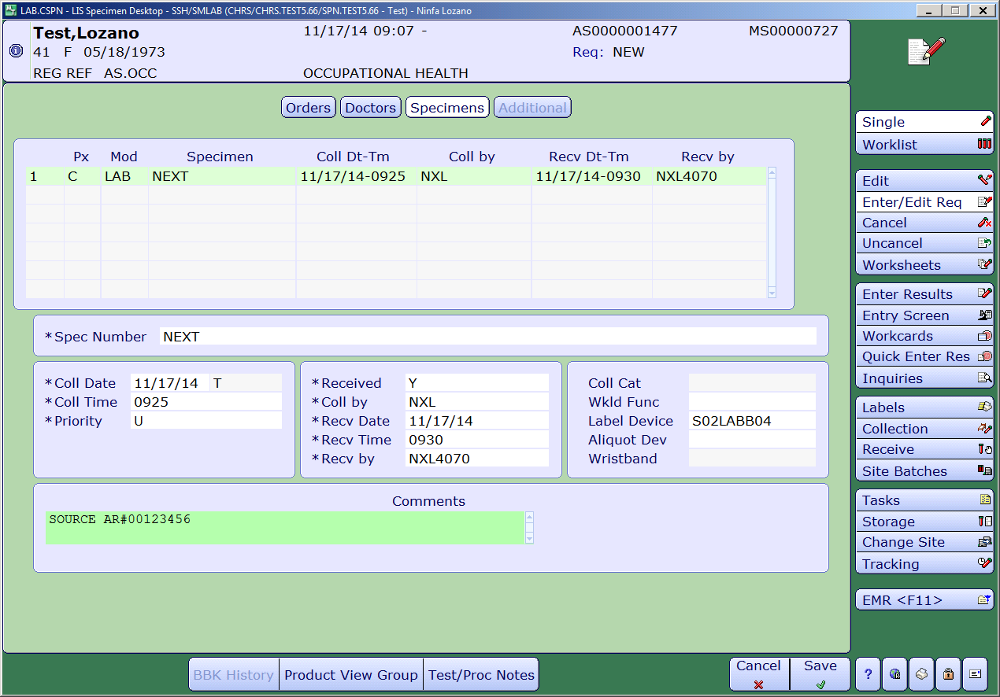 LAB.CSPN - LIS Specimen Desktop - SSH/SMLAB (CHRS/CHRS.TEST5.66/SPN.TEST5.66 - Test) - Ninfa Lozano
Test,Lozano 11/17/14 09:07 - AS0000001477 MS00000727
41 F 05/18/1973 Req: NEW
REG REF AS.OCC OCCUPATIONAL HEALTH
Orders Doctors Specimens Additional
Px Mod Specimen Coll Dt-Tm Coll by Recv Dt-Tm Recv by
1 C LAB NEXT 11/17/14-0925 NXL 11/17/14-0930 NXL4070
*Spec Number NEXT
*Coll Date 11/17/14 T
*Coll Time 0925
*Priority U
*Received Y
*Coll by NXL
*Recv Date 11/17/14
*Recv Time 0930
*Recv by NXL4070
Coll Cat
Wkld Func
Label Device S02LABB04
Aliquot Dev
Wristband
Comments
SOURCE AR#00123456
Single
Worklist
Edit
Enter/Edit Req
Cancel
Uncancel
Worksheets
Enter Results
Entry Screen
Workcards
Quick Enter Res
Inquiries
Labels
Collection
Receive
Site Batches
Tasks
Storage
Change Site
Tracking
EMR <F11>
BBK History Product View Group Test/Proc Notes Cancel Save ?